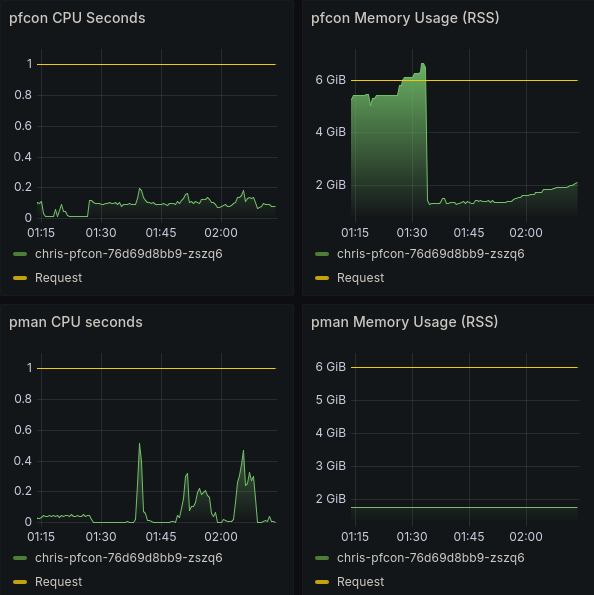 pfcon CPU Seconds
1
0.8
0.6
0.4
0.2
0
01:15 01:30 01:45 02:00
chris-pfcon-76d69d8bb9-zszq6
Request
pfcon Memory Usage (RSS)
6 GiB
4 GiB
2 GiB
01:15 01:30 01:45 02:00
chris-pfcon-76d69d8bb9-zszq6
Request
pman CPU seconds
1
0.8
0.6
0.4
0.2
0
01:15 01:30 01:45 02:00
chris-pfcon-76d69d8bb9-zszq6
Request
pman Memory Usage (RSS)
6 GiB
5 GiB
4 GiB
3 GiB
2 GiB
01:15 01:30 01:45 02:00
chris-pfcon-76d69d8bb9-zszq6
Request